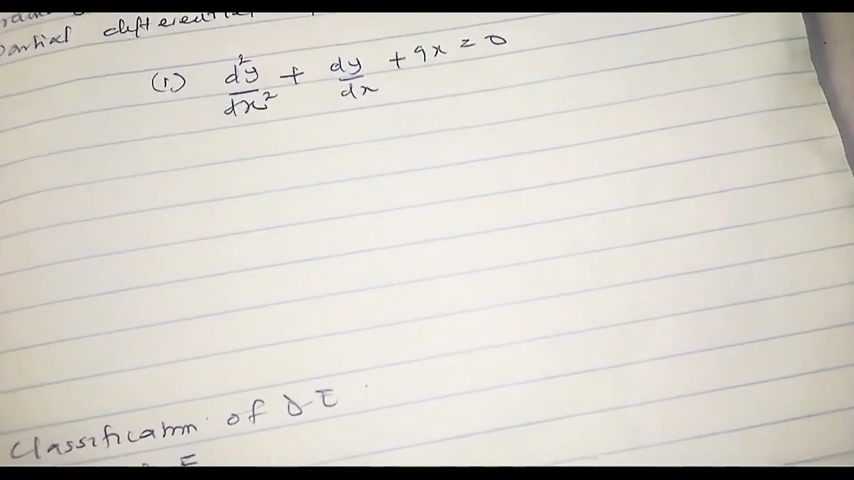 partial differential
(1) d²y/dx² + dy/dx + 9x = 0
Classification of D.E